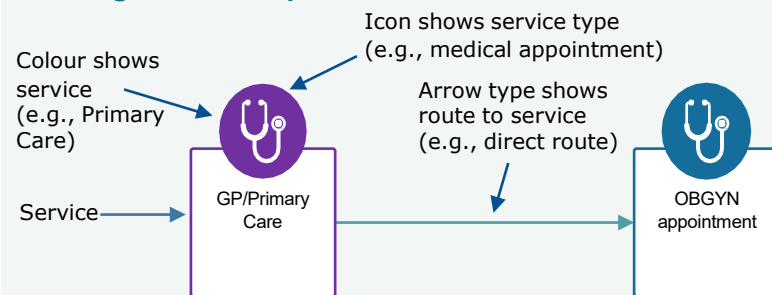 Icon shows service type
(e.g., medical appointment)
Colour shows
service
(e.g., Primary
Care)
Arrow type shows
route to service
(e.g., direct route)
Service
GP/Primary
Care
OBGYN
appointment